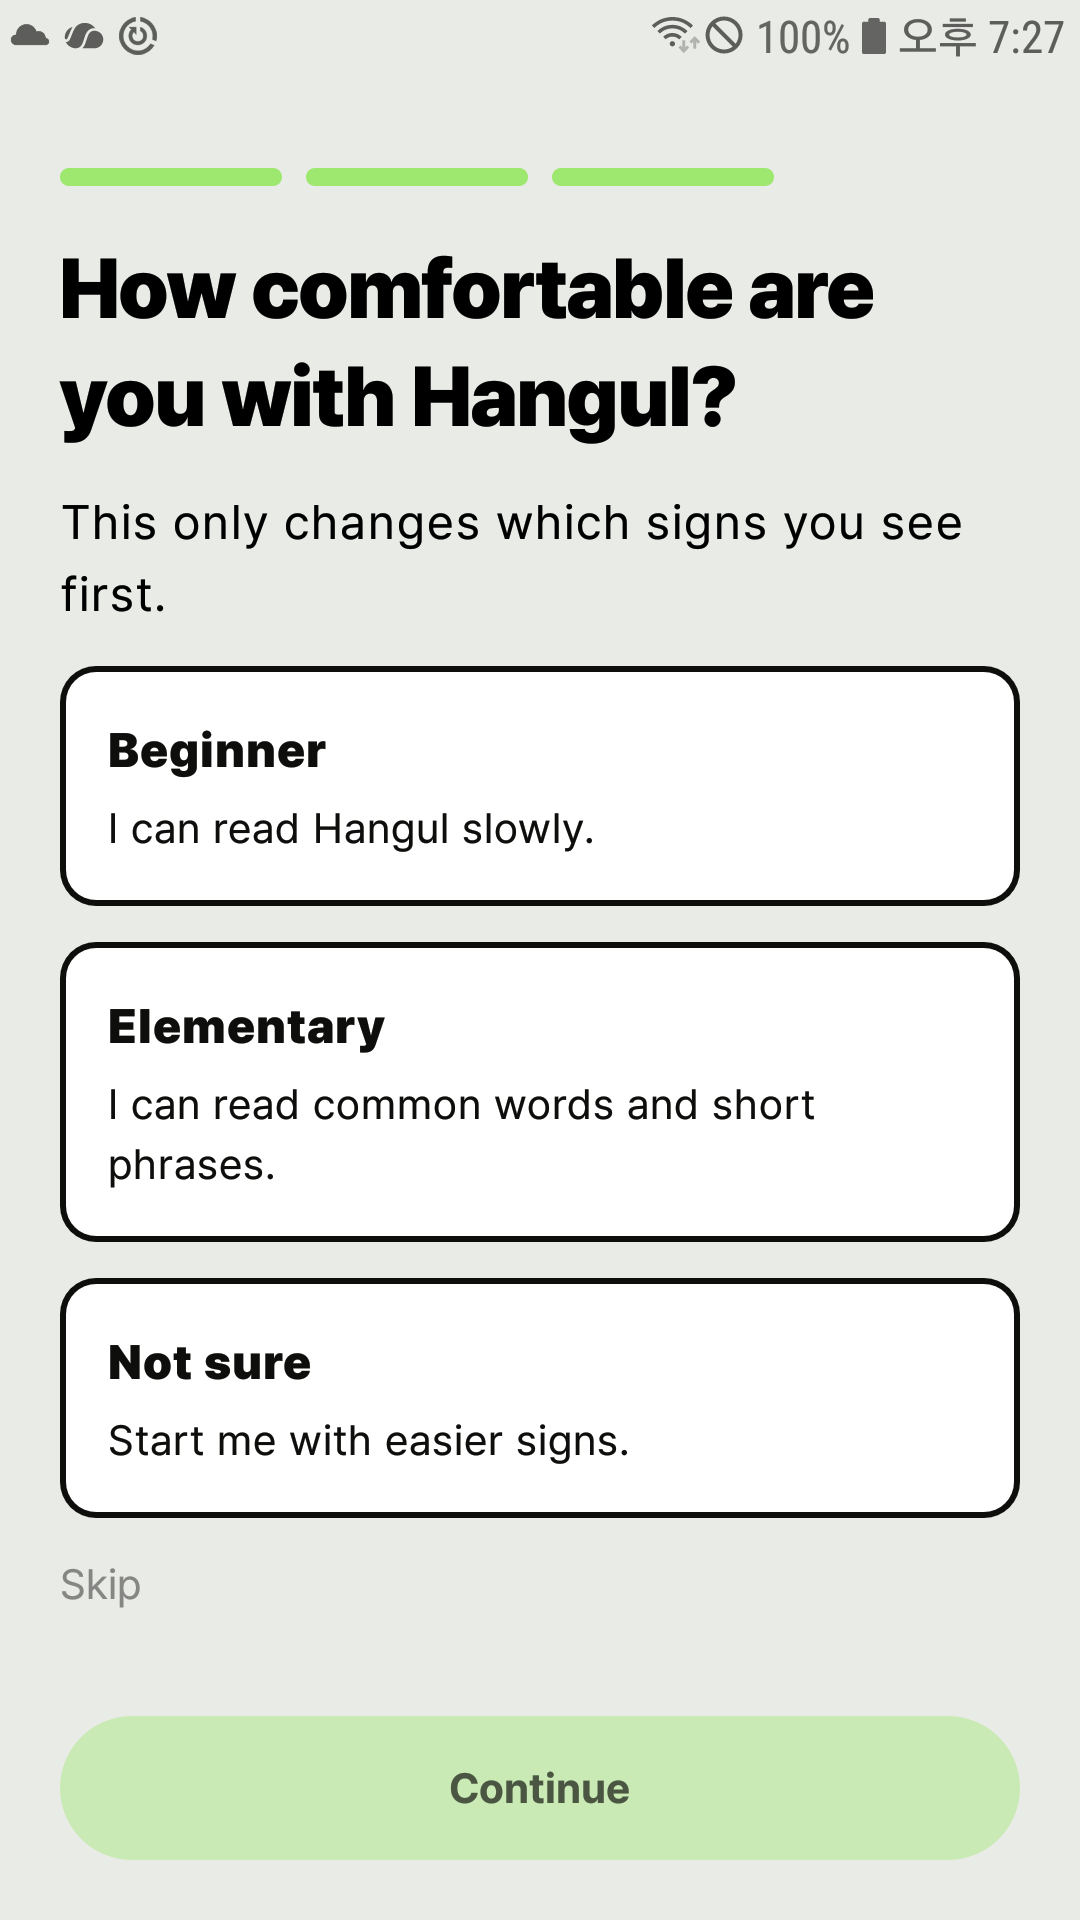 100% 오후 7:27
How comfortable are
you with Hangul?
This only changes which signs you see
first.
Beginner
I can read Hangul slowly.
Elementary
I can read common words and short
phrases.
Not sure
Start me with easier signs.
Skip
Continue